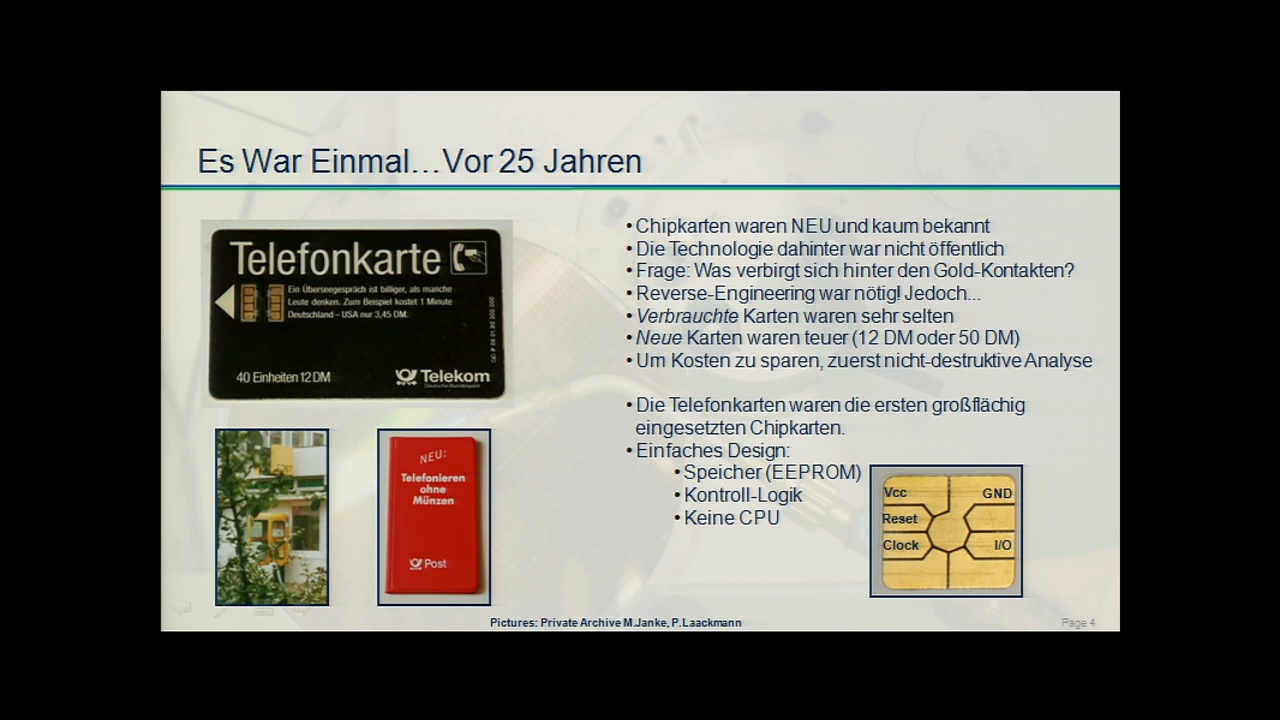 Es War Einmal…Vor 25 Jahren
Telefonkarte
Ein Überseegespräch ist billiger, als manche
Leute denken. Zum Beispiel kostet 1 Minute
Deutschland – USA nur 3,45 DM.
40 Einheiten 12 DM
Telekom
Deutsche Bundespost
NEU:
Telefonieren
ohne
Münzen
Post
• Chipkarten waren NEU und kaum bekannt
• Die Technologie dahinter war nicht öffentlich
• Frage: Was verbirgt sich hinter den Gold-Kontakten?
• Reverse-Engineering war nötig! Jedoch...
• Verbrauchte Karten waren sehr selten
• Neue Karten waren teuer (12 DM oder 50 DM)
• Um Kosten zu sparen, zuerst nicht-destruktive Analyse
• Die Telefonkarten waren die ersten großflächig
eingesetzten Chipkarten.
• Einfaches Design:
• Speicher (EEPROM)
• Kontroll-Logik
• Keine CPU
Vcc GND
Reset
Clock I/O
Pictures: Private Archive M.Janke, P.Laackmann
Page 4